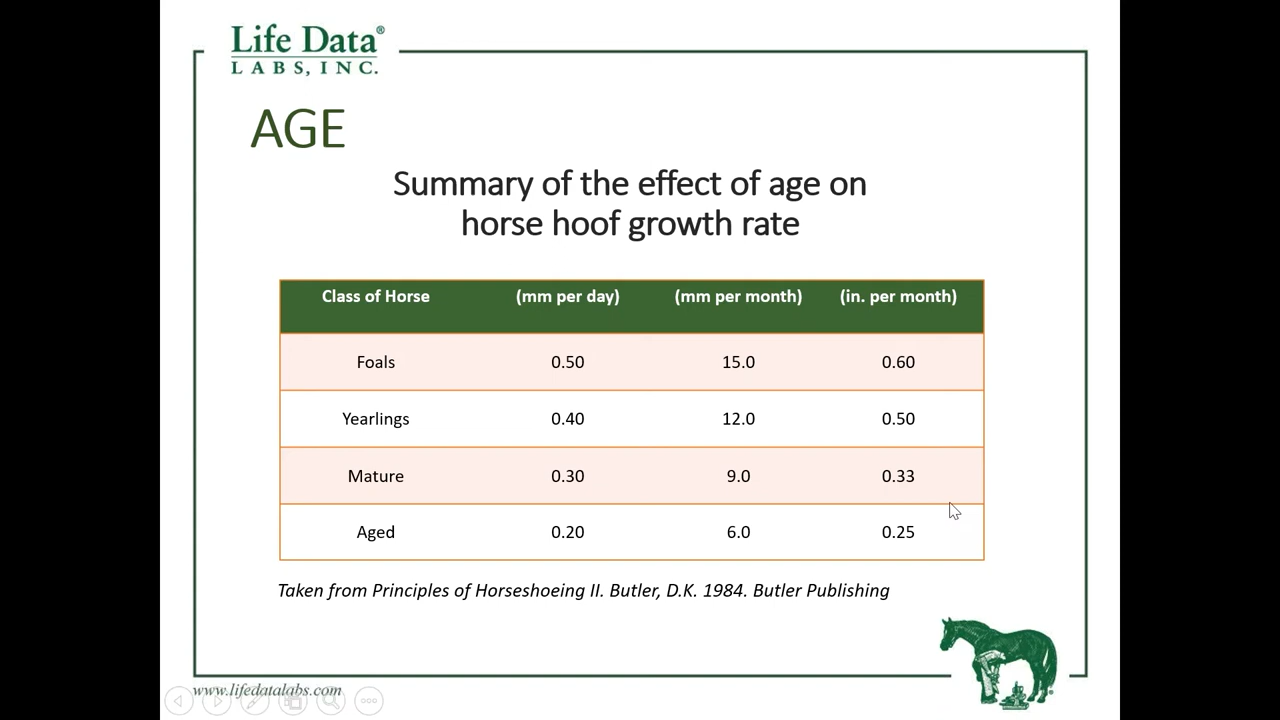 Life Data®
LABS, INC.
AGE
Summary of the effect of age on
horse hoof growth rate
Class of Horse (mm per day) (mm per month) (in. per month)
Foals 0.50 15.0 0.60
Yearlings 0.40 12.0 0.50
Mature 0.30 9.0 0.33
Aged 0.20 6.0 0.25
Taken from Principles of Horseshoeing II. Butler, D.K. 1984. Butler Publishing
www.lifedatalabs.com